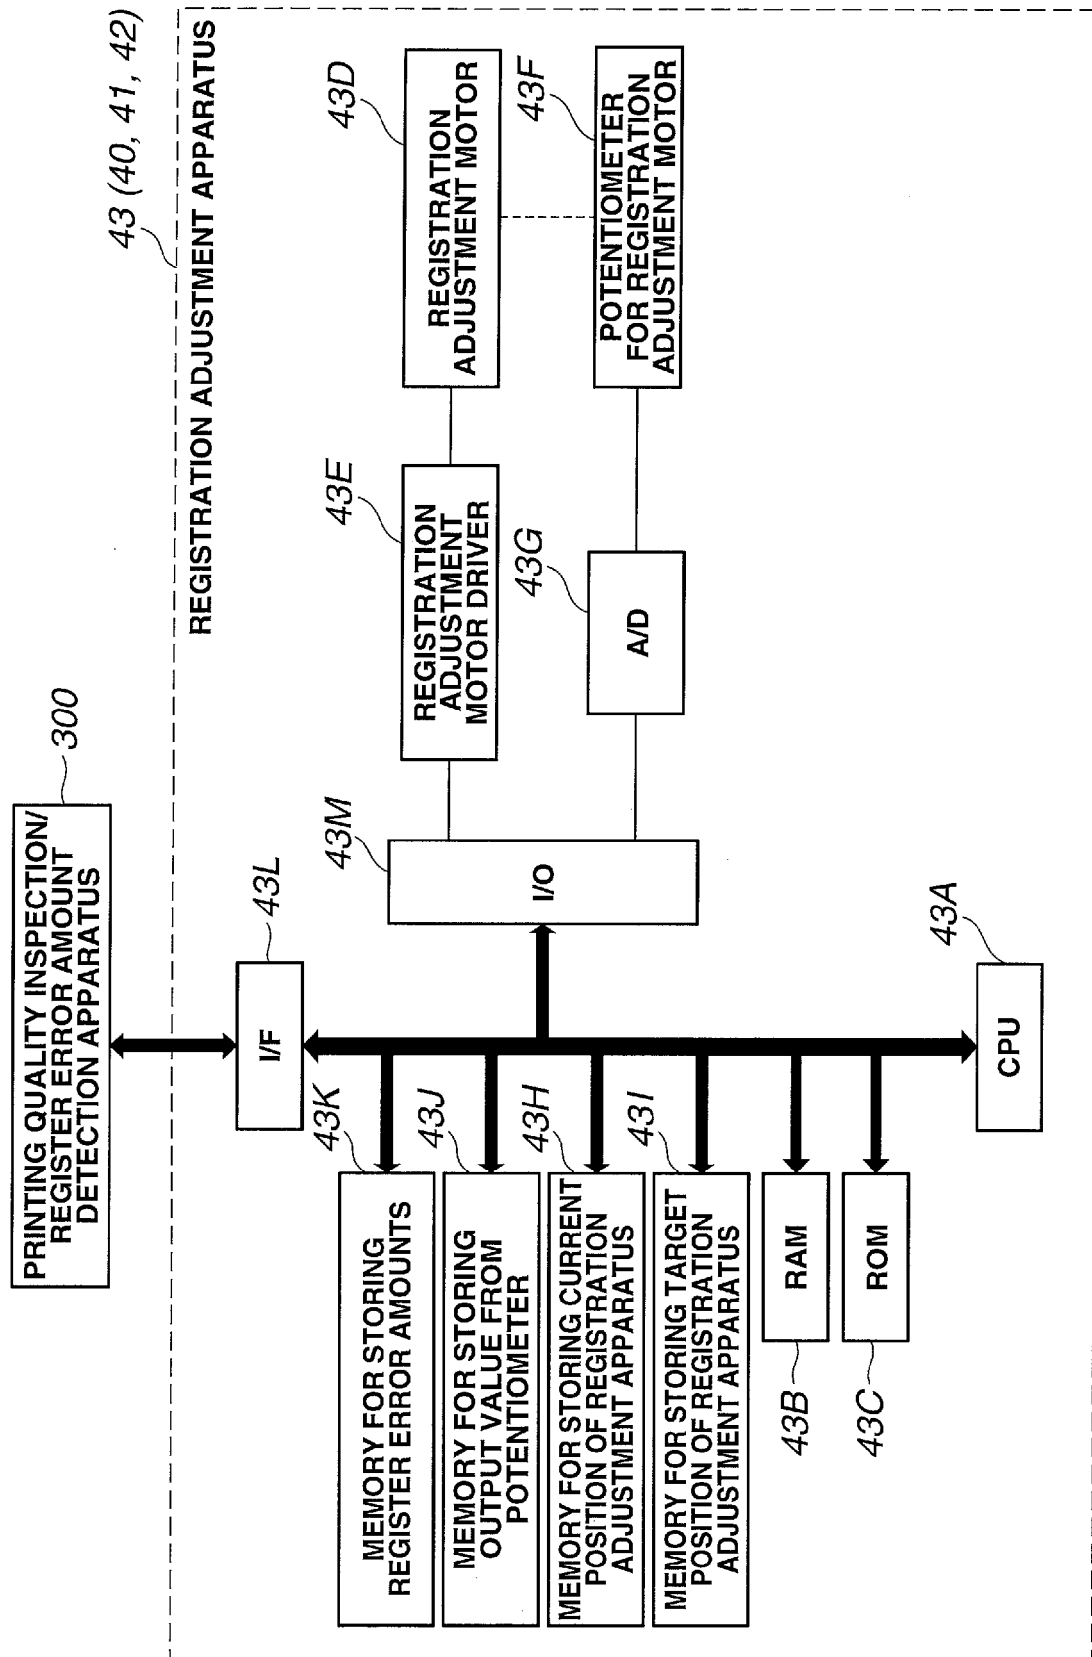 PRINTING QUALITY INSPECTION/
REGISTER ERROR AMOUNT
DETECTION APPARATUS
300
43 (40, 41, 42)
REGISTRATION ADJUSTMENT APPARATUS
I/F
43L
MEMORY FOR STORING
REGISTER ERROR AMOUNTS
43K
MEMORY FOR STORING
OUTPUT VALUE FROM
POTENTIOMETER
43J
MEMORY FOR STORING CURRENT
POSITION OF REGISTRATION
ADJUSTMENT APPARATUS
43H
MEMORY FOR STORING TARGET
POSITION OF REGISTRATION
ADJUSTMENT APPARATUS
43I
RAM
43B
ROM
43C
CPU
43A
I/O
43M
REGISTRATION
ADJUSTMENT
MOTOR DRIVER
43E
REGISTRATION
ADJUSTMENT MOTOR
43D
A/D
43G
POTENTIOMETER
FOR REGISTRATION
ADJUSTMENT MOTOR
43F